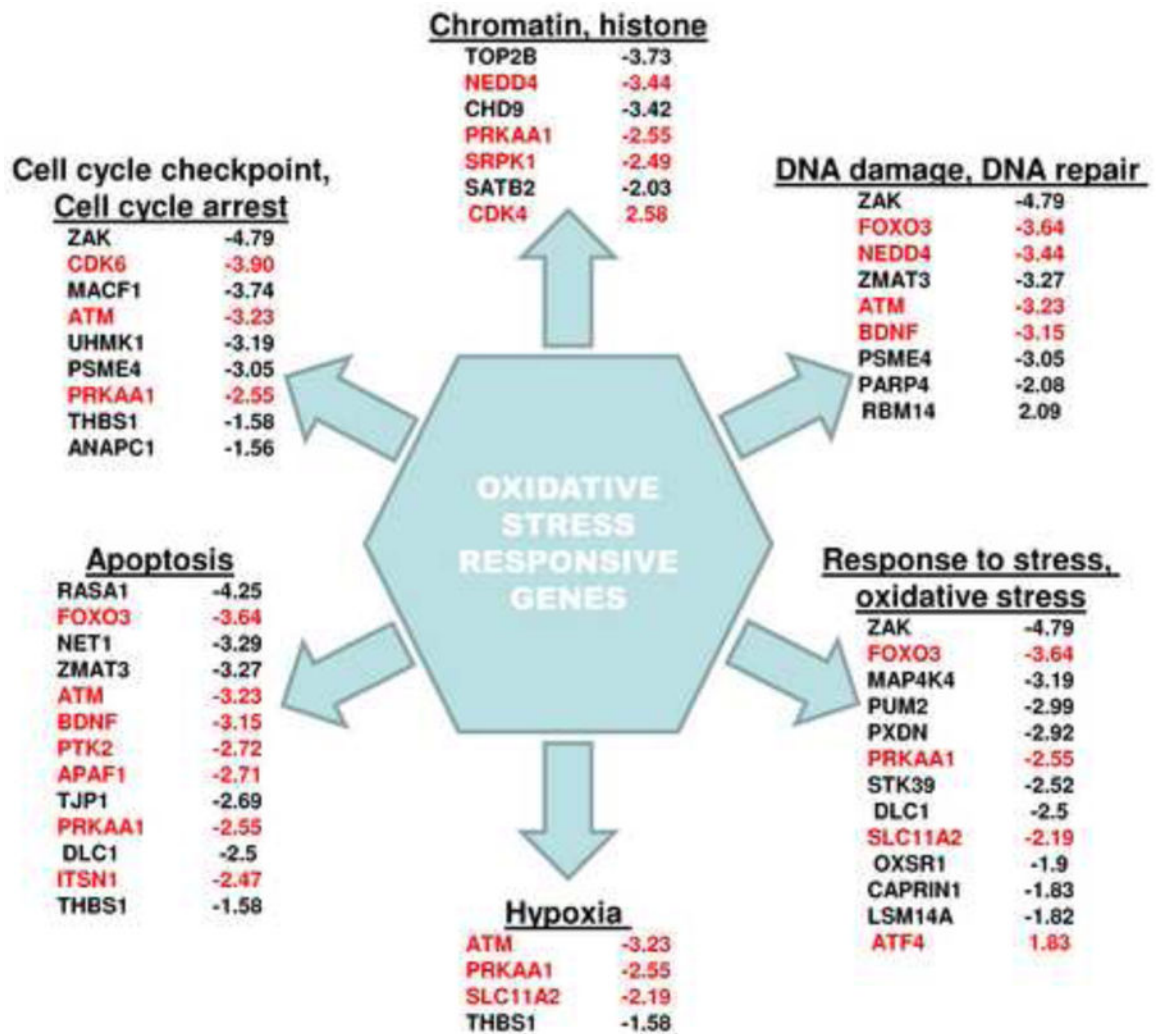 Chromatin, histone
TOP2B -3.73
NEDD4 -3.44
CHD9 -3.42
PRKAA1 -2.55
SRPK1 -2.49
SATB2 -2.03
CDK4 2.58
Cell cycle checkpoint,
Cell cycle arrest
ZAK -4.79
CDK6 -3.90
MACF1 -3.74
ATM -3.23
UHMK1 -3.19
PSME4 -3.05
PRKAA1 -2.55
THBS1 -1.58
ANAPC1 -1.56
DNA damage, DNA repair
ZAK -4.79
FOXO3 -3.64
NEDD4 -3.44
ZMAT3 -3.27
ATM -3.23
BDNF -3.15
PSME4 -3.05
PARP4 -2.08
RBM14 2.09
OXIDATIVE
STRESS
RESPONSIVE
GENES
Apoptosis
RASA1 -4.25
FOXO3 -3.64
NET1 -3.29
ZMAT3 -3.27
ATM -3.23
BDNF -3.15
PTK2 -2.72
APAF1 -2.71
TJP1 -2.69
PRKAA1 -2.55
DLC1 -2.5
ITSN1 -2.47
THBS1 -1.58
Response to stress,
oxidative stress
ZAK -4.79
FOXO3 -3.64
MAP4K4 -3.19
PUM2 -2.99
PXDN -2.92
PRKAA1 -2.55
STK39 -2.52
DLC1 -2.5
SLC11A2 -2.19
OXSR1 -1.9
CAPRIN1 -1.83
LSM14A -1.82
ATF4 1.83
Hypoxia
ATM -3.23
PRKAA1 -2.55
SLC11A2 -2.19
THBS1 -1.58